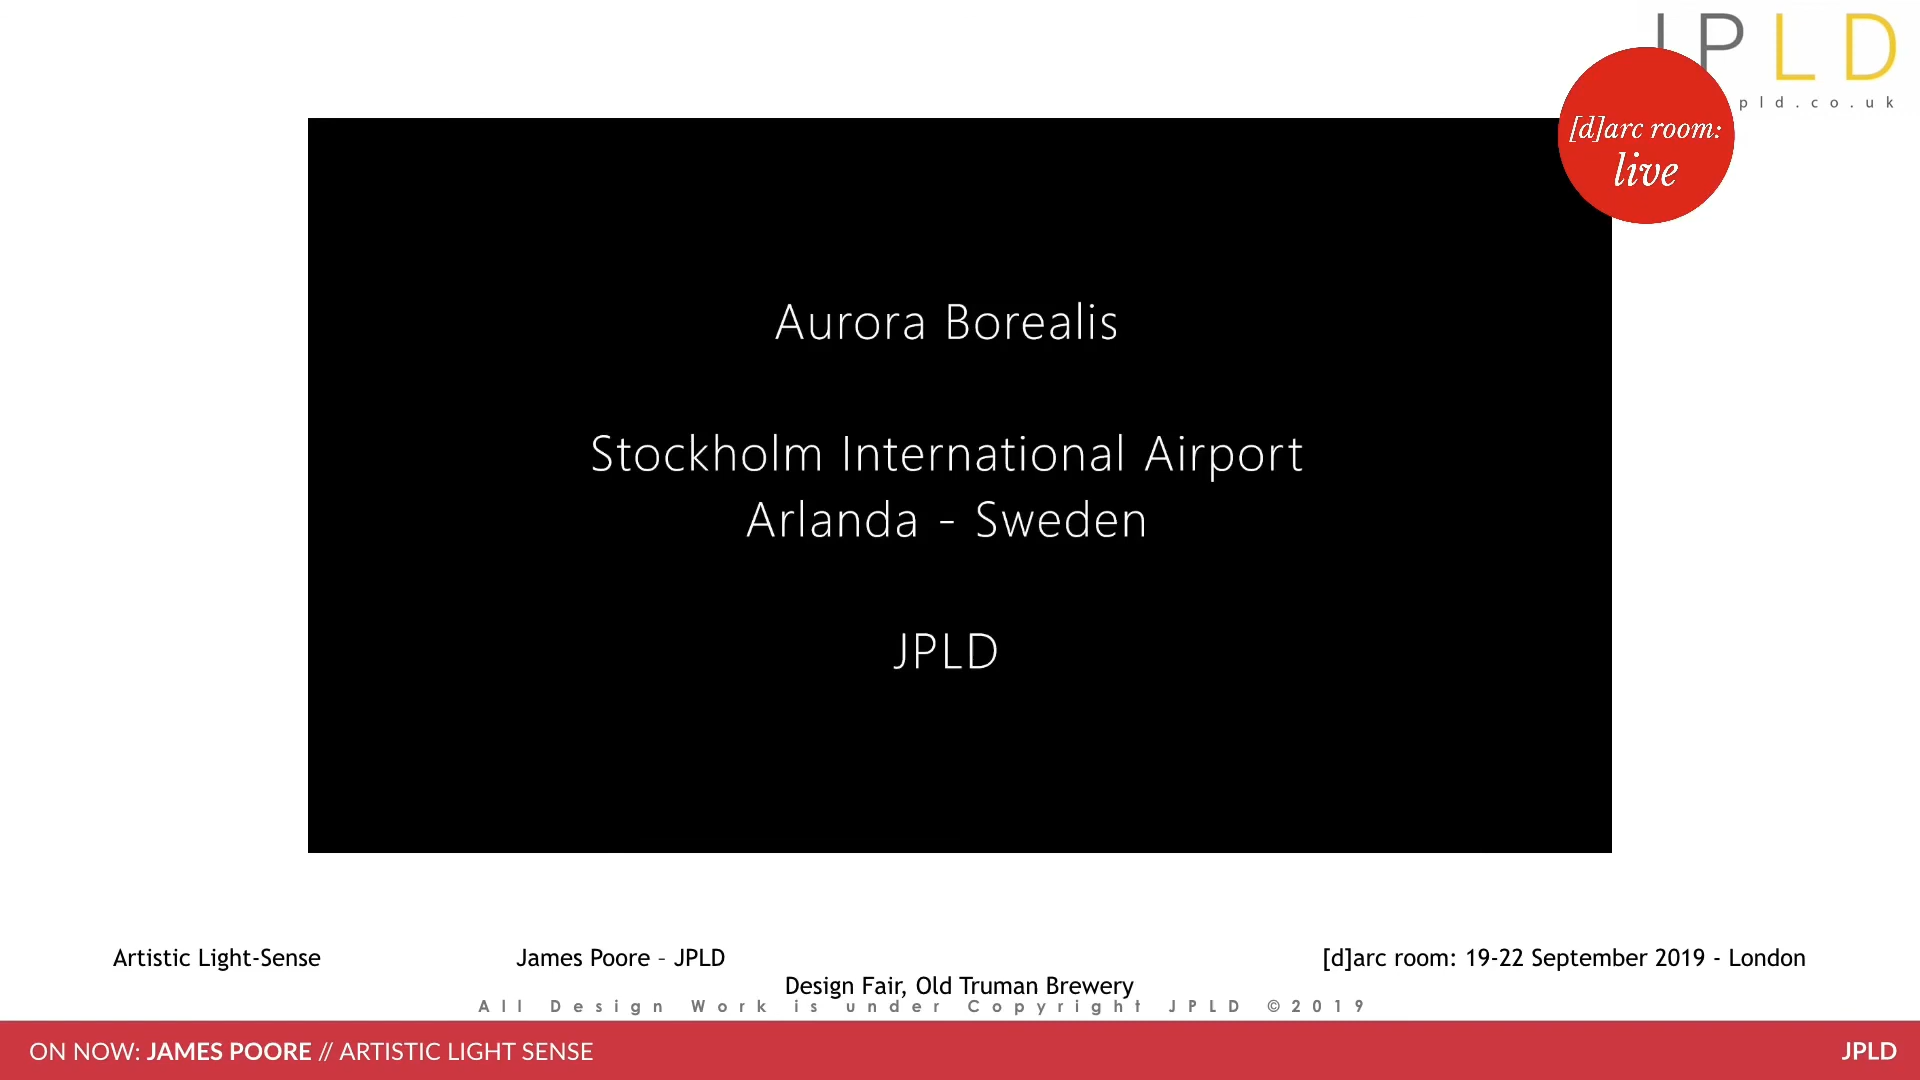 JPLD
pld.co.uk
[d]arc room:
live
Aurora Borealis
Stockholm International Airport
Arlanda - Sweden
JPLD
Artistic Light-Sense
James Poore – JPLD
[d]arc room: 19-22 September 2019 - London
Design Fair, Old Truman Brewery
All Design Work is under Copyright JPLD ©2019
ON NOW: JAMES POORE // ARTISTIC LIGHT SENSE
JPLD